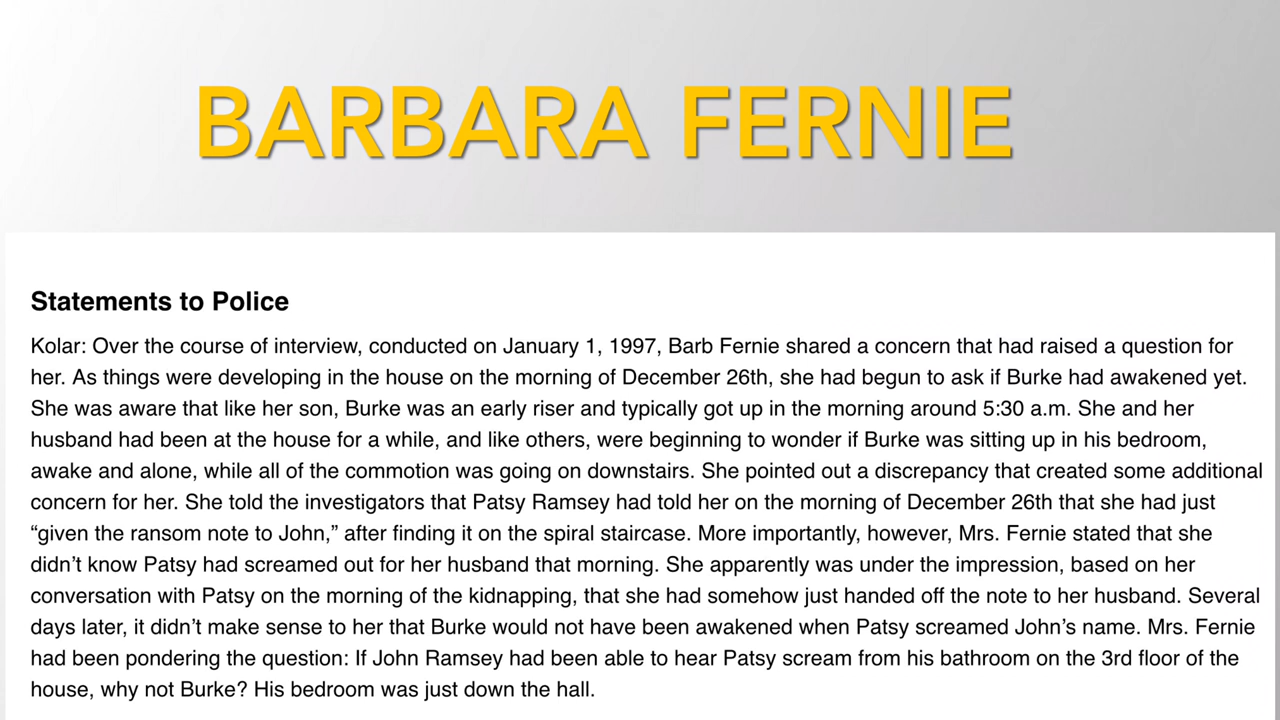 BARBARA FERNIE
Statements to Police
Kolar: Over the course of interview, conducted on January 1, 1997, Barb Fernie shared a concern that had raised a question for
her. As things were developing in the house on the morning of December 26th, she had begun to ask if Burke had awakened yet.
She was aware that like her son, Burke was an early riser and typically got up in the morning around 5:30 a.m. She and her
husband had been at the house for a while, and like others, were beginning to wonder if Burke was sitting up in his bedroom,
awake and alone, while all of the commotion was going on downstairs. She pointed out a discrepancy that created some additional
concern for her. She told the investigators that Patsy Ramsey had told her on the morning of December 26th that she had just
“given the ransom note to John,” after finding it on the spiral staircase. More importantly, however, Mrs. Fernie stated that she
didn’t know Patsy had screamed out for her husband that morning. She apparently was under the impression, based on her
conversation with Patsy on the morning of the kidnapping, that she had somehow just handed off the note to her husband. Several
days later, it didn’t make sense to her that Burke would not have been awakened when Patsy screamed John’s name. Mrs. Fernie
had been pondering the question: If John Ramsey had been able to hear Patsy scream from his bathroom on the 3rd floor of the
house, why not Burke? His bedroom was just down the hall.